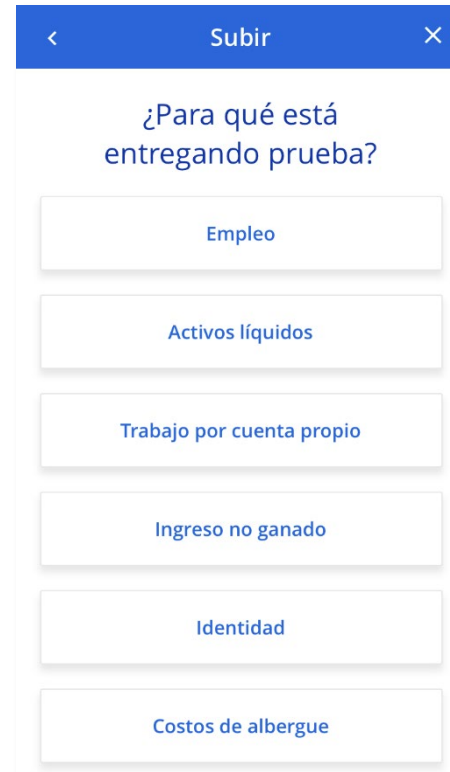 Subir
¿Para qué está
entregando prueba?
Empleo
Activos líquidos
Trabajo por cuenta propio
Ingreso no ganado
Identidad
Costos de albergue